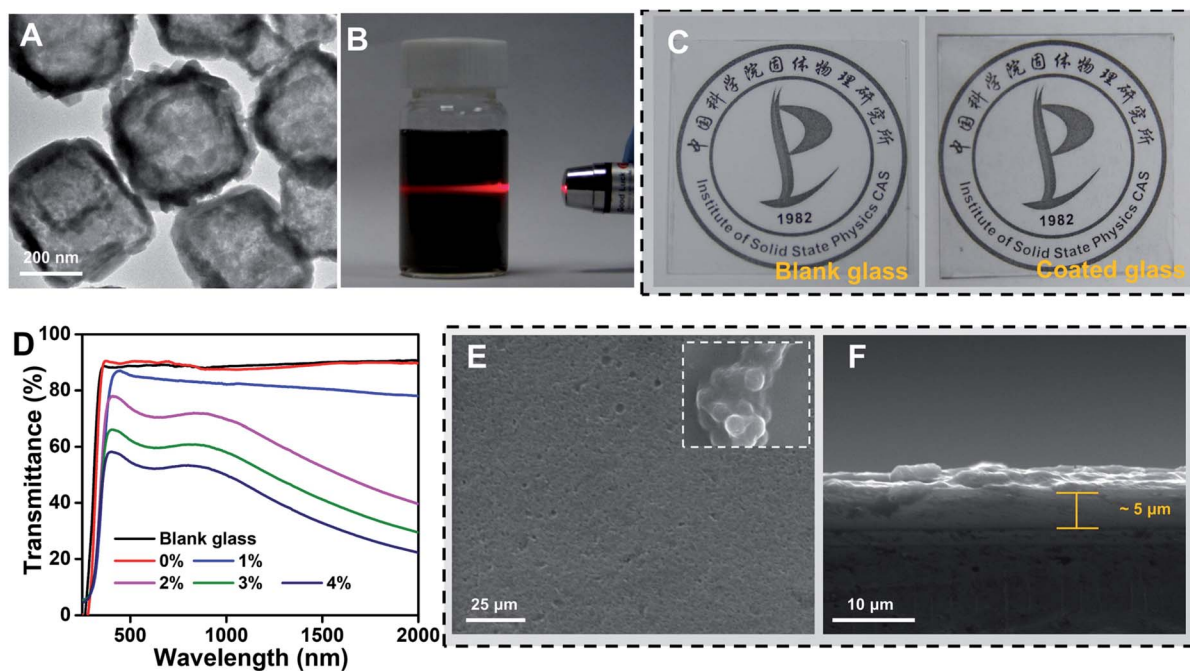 A
200 nm
B
C
中国科学院固体物理研究所
1982
Institute of Solid State Physics CAS
Blank glass
中国科学院固体物理研究所
1982
Institute of Solid State Physics CAS
Coated glass
D
Transmittance (%)
100
80
60
40
20
0
Blank glass
0% 1%
2% 3% 4%
500 1000 1500 2000
Wavelength (nm)
E
25 µm
F
~ 5 µm
10 µm